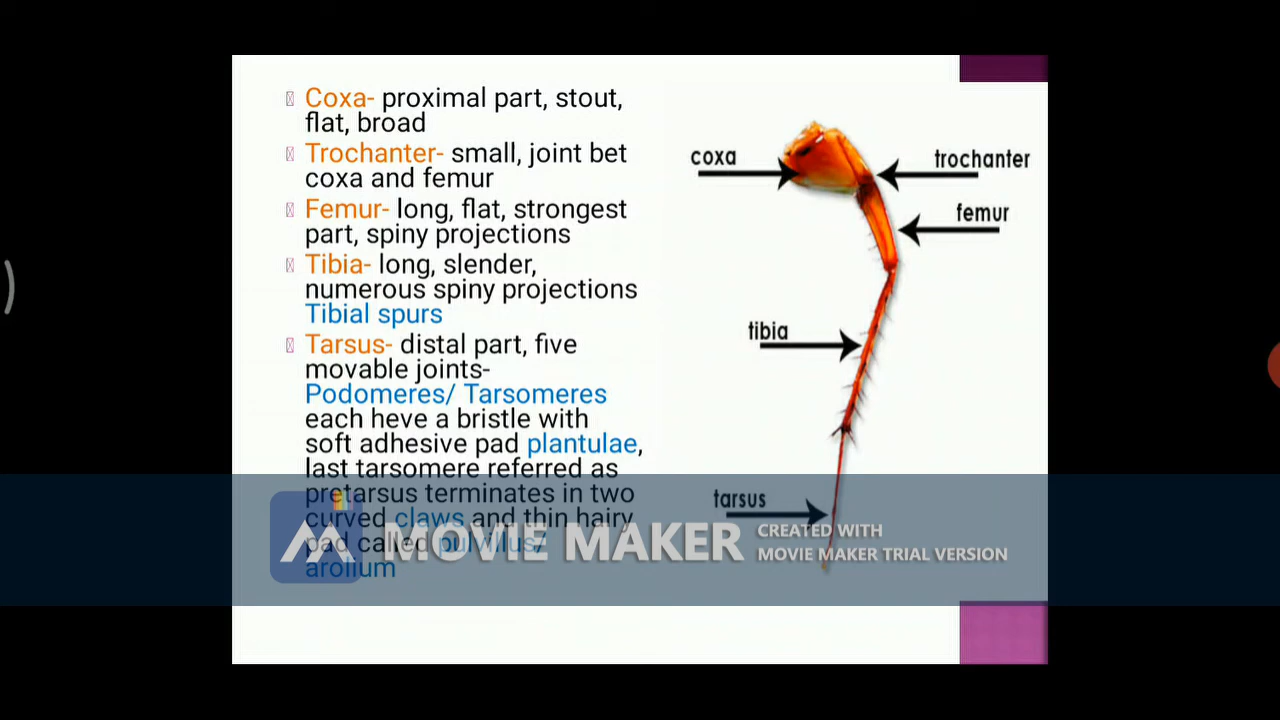 Coxa- proximal part, stout,
flat, broad
Trochanter- small, joint bet
coxa and femur
Femur- long, flat, strongest
part, spiny projections
Tibia- long, slender,
numerous spiny projections
Tibial spurs
Tarsus- distal part, five
movable joints-
Podomeres/ Tarsomeres
each heve a bristle with
soft adhesive pad plantulae,
last tarsomere referred as
pretarsus terminates in two
curved claws and thin hairy
pad called pulvillus/
arolium
coxa
trochanter
femur
tibia
tarsus
MOVIE MAKER
CREATED WITH
MOVIE MAKER TRIAL VERSION